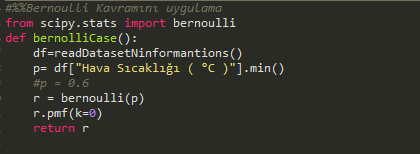 #%%Bernoulli Kavramını uygulama
from scipy.stats import bernoulli
def bernolliCase():
    df=readDatasetNinformantions()
    p= df["Hava Sıcaklığı ( °C )"].min()
    #p = 0.6
    r = bernoulli(p)
    r.pmf(k=0)
    return r